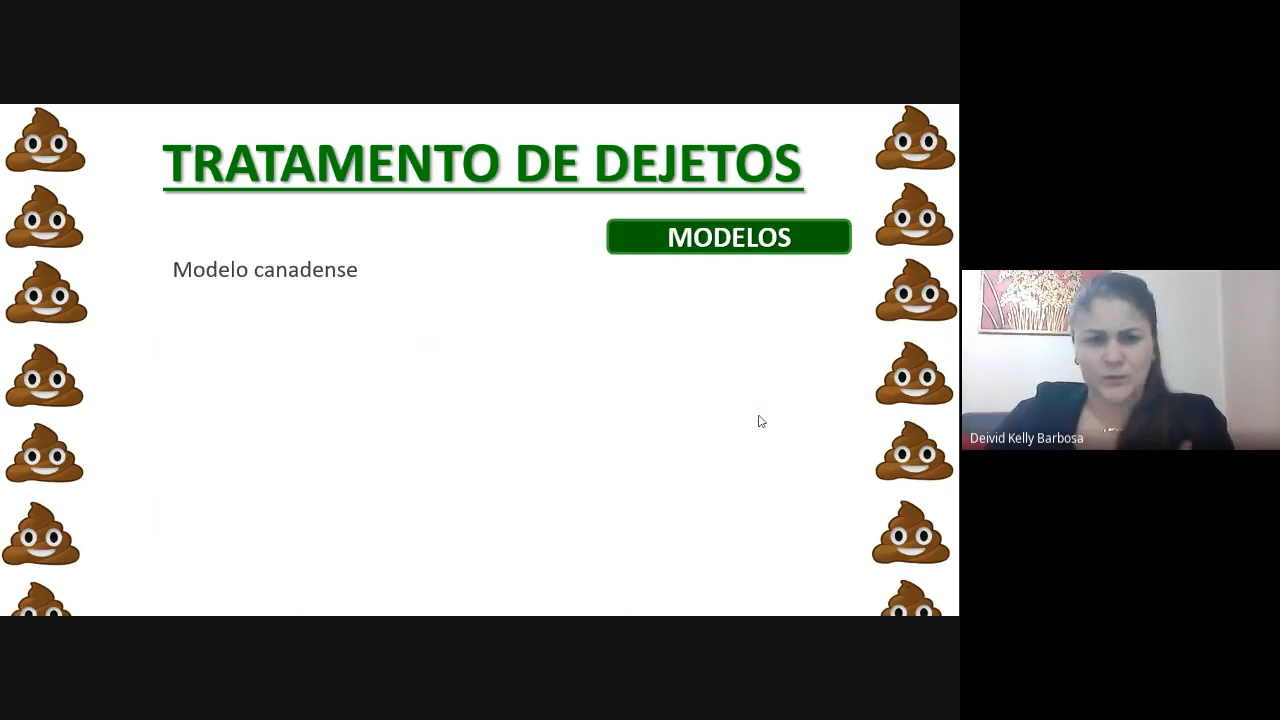 TRATAMENTO DE DEJETOS
MODELOS
Modelo canadense
Deivid Kelly Barbosa